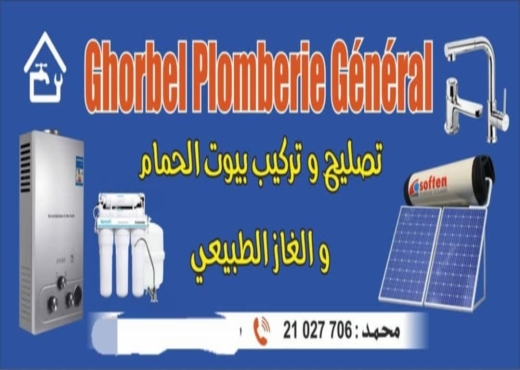 Ghorbel Plomberie Général
تصليح و تركيب بيوت الحمام
و الغاز الطبيعي
soften
محمد : 706 027 21